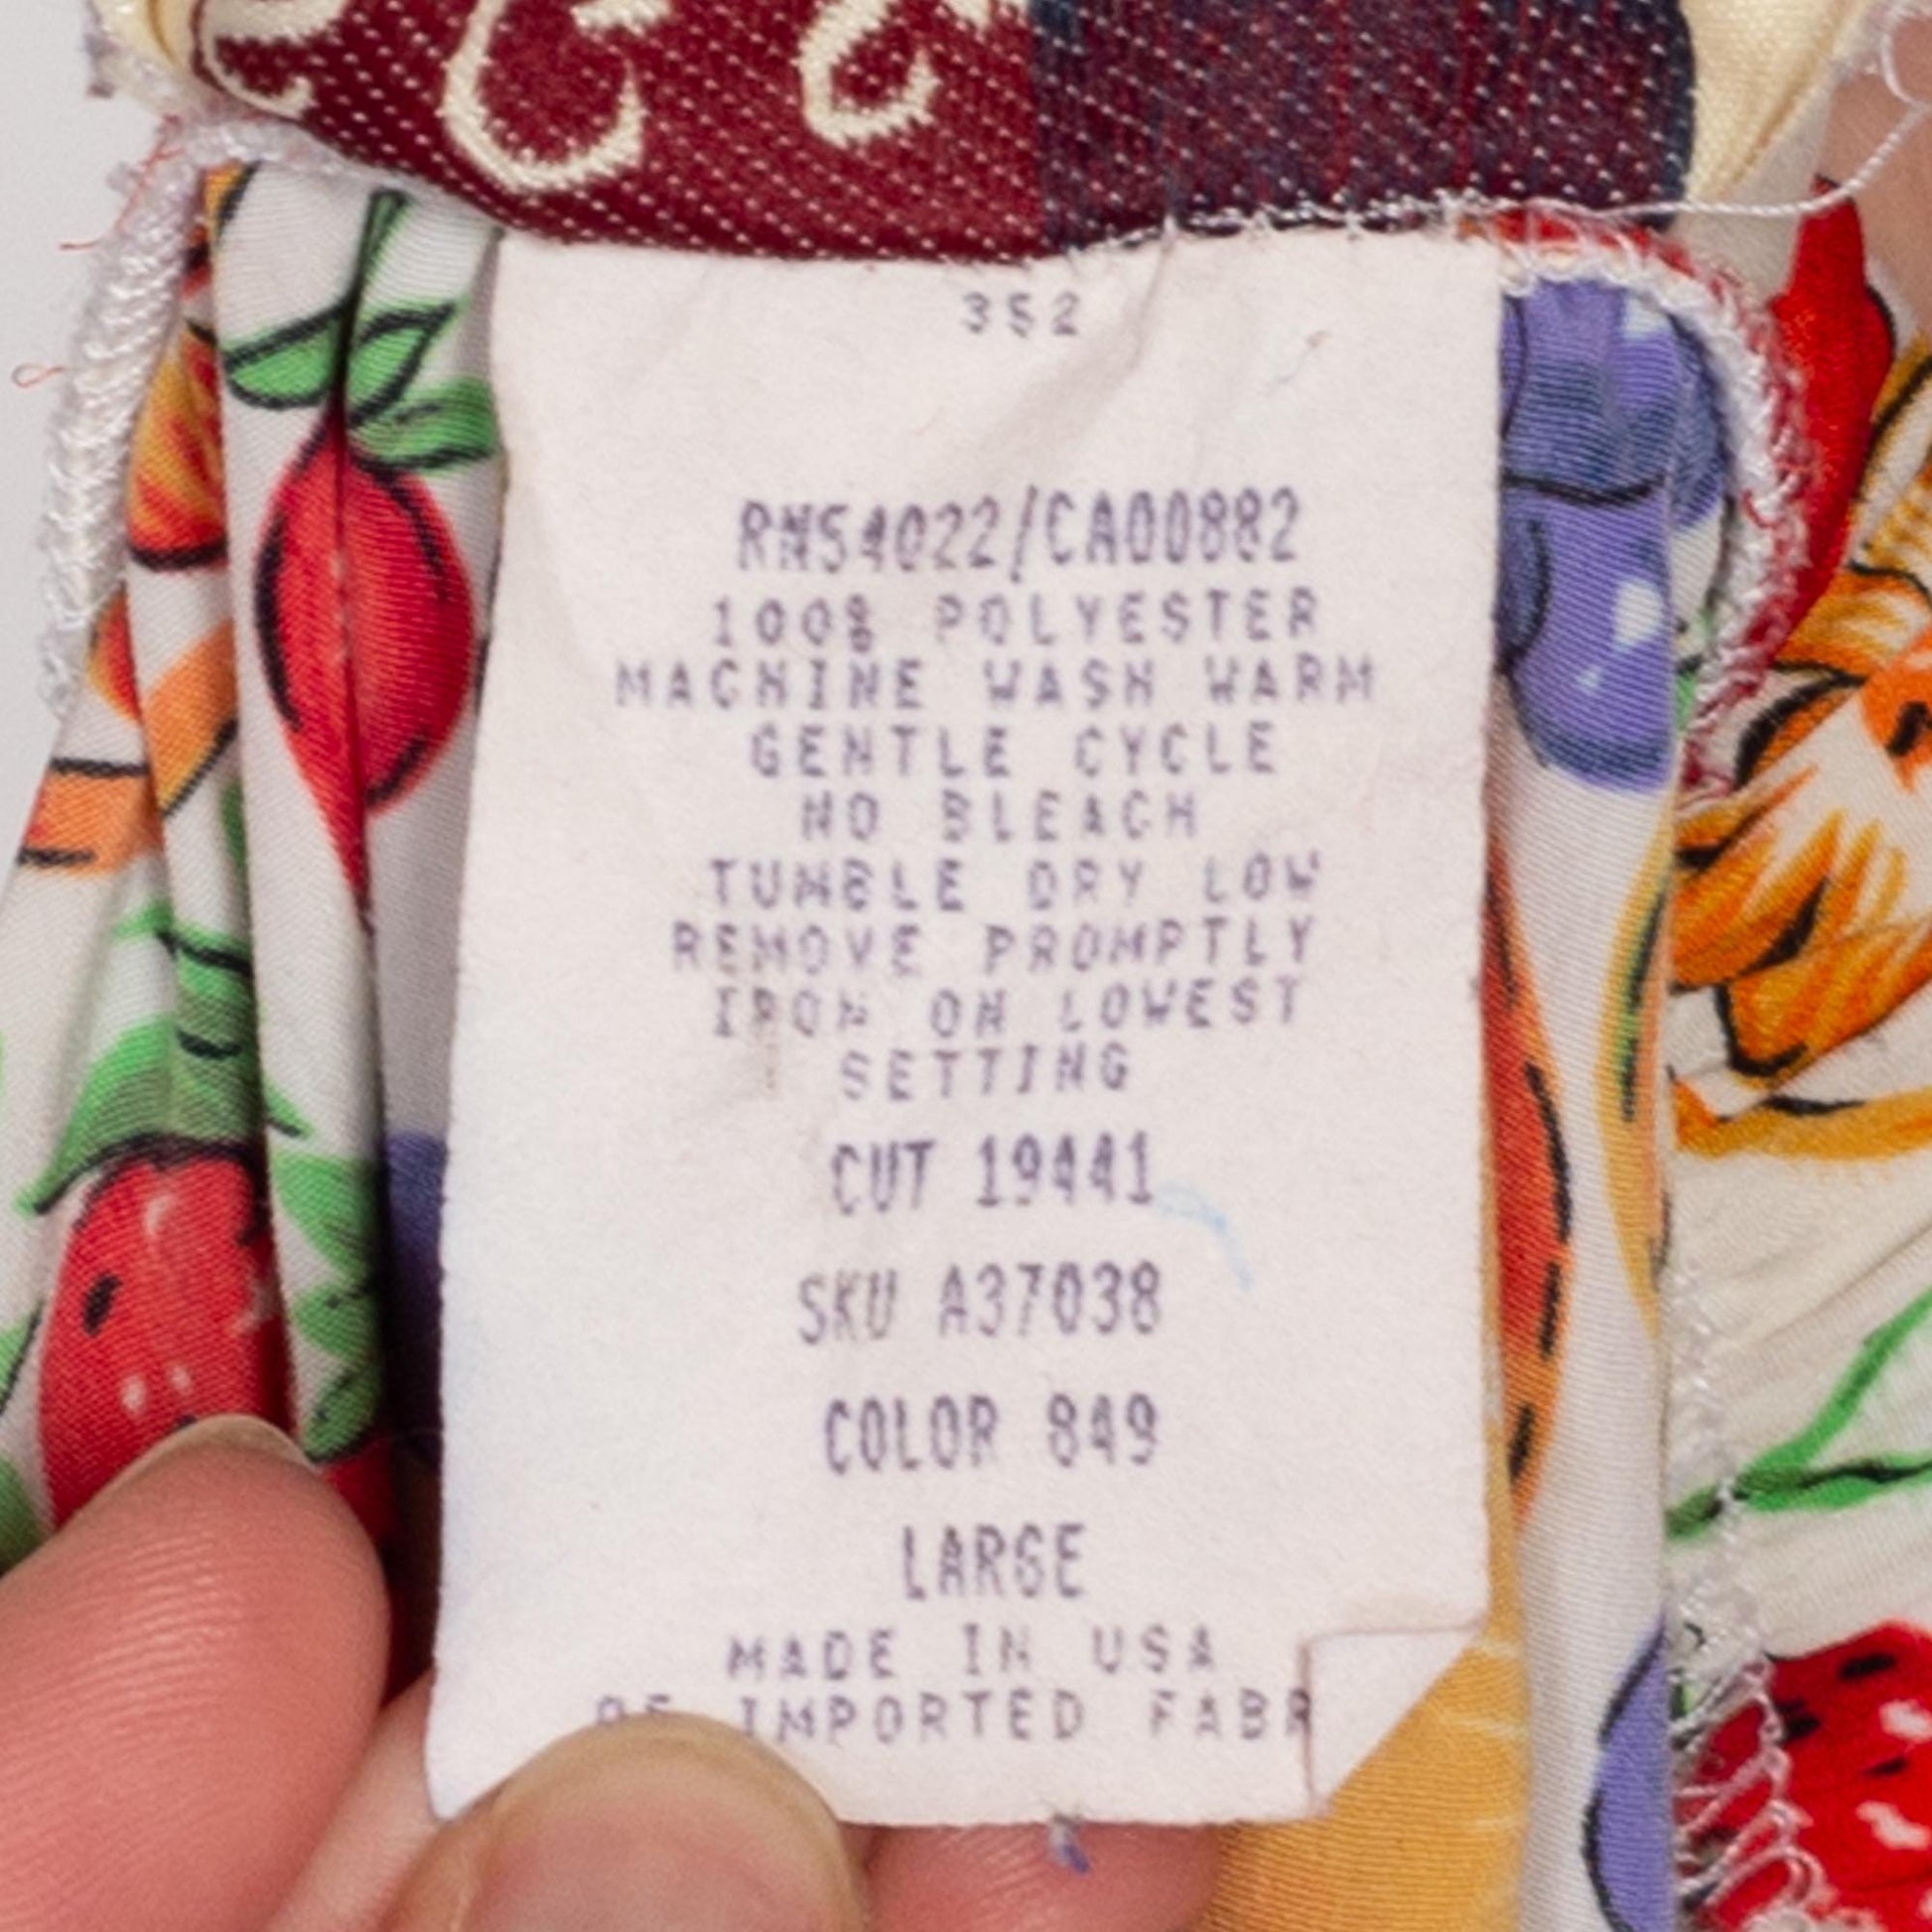 352
RN54022/CA00882
100% POLYESTER
MACHINE WASH WARM
GENTLE CYCLE
NO BLEACH
TUMBLE DRY LOW
REMOVE PROMPTLY
IRON ON LOWEST
SETTING
CUT 19441
SKU A37038
COLOR 849
LARGE
MADE IN USA
OF IMPORTED FABR